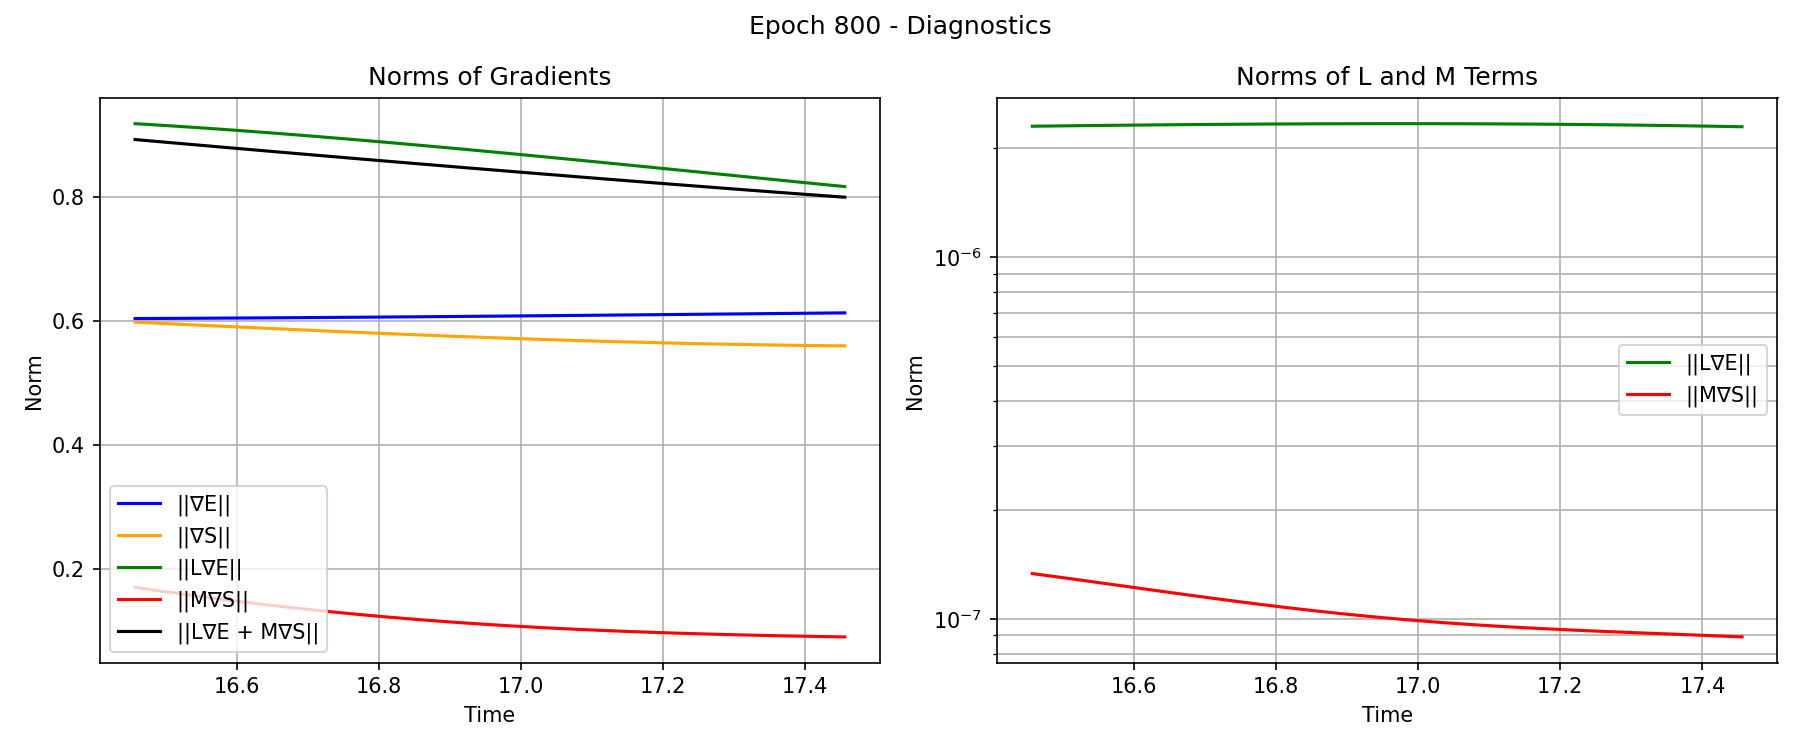 Epoch 800 - Diagnostics
Norms of Gradients
Norm
0.8
0.6
0.4
0.2
||∇E||
||∇S||
||L∇E||
||M∇S||
||L∇E + M∇S||
16.6 16.8 17.0 17.2 17.4
Time
Norms of L and M Terms
Norm
10⁻⁶
10⁻⁷
||L∇E||
||M∇S||
16.6 16.8 17.0 17.2 17.4
Time